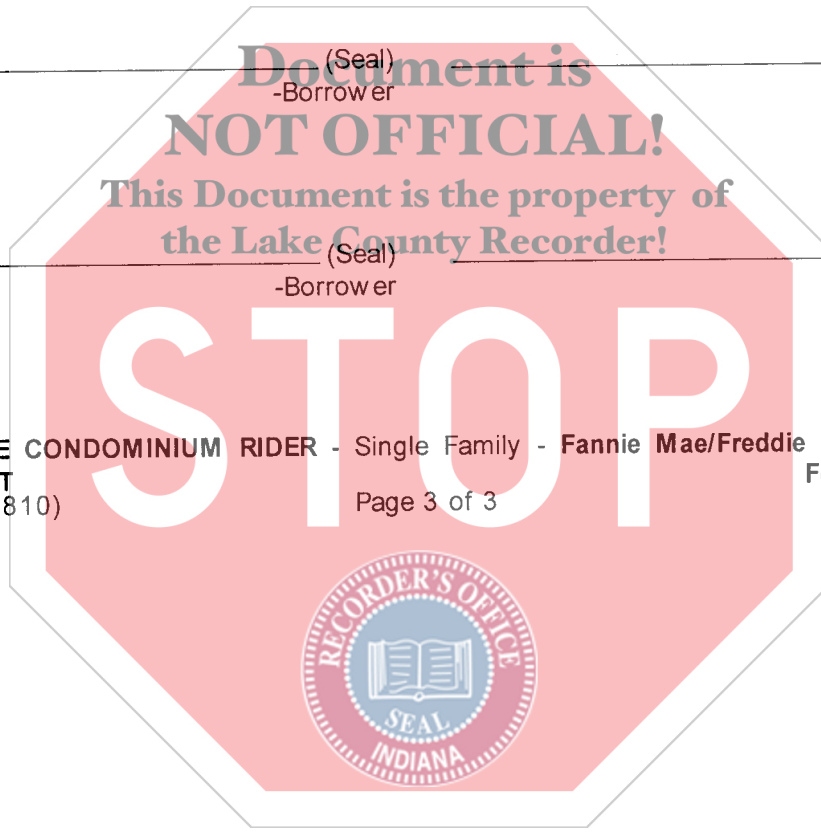 (Seal)
Document is
-Borrower
NOT OFFICIAL!
This Document is the property of
the Lake County Recorder!
(Seal)
-Borrower
STOP
E CONDOMINIUM RIDER - Single Family - Fannie Mae/Freddie
T
F
810)
Page 3 of 3
RECORDER'S OFFICE
SEAL
INDIANA